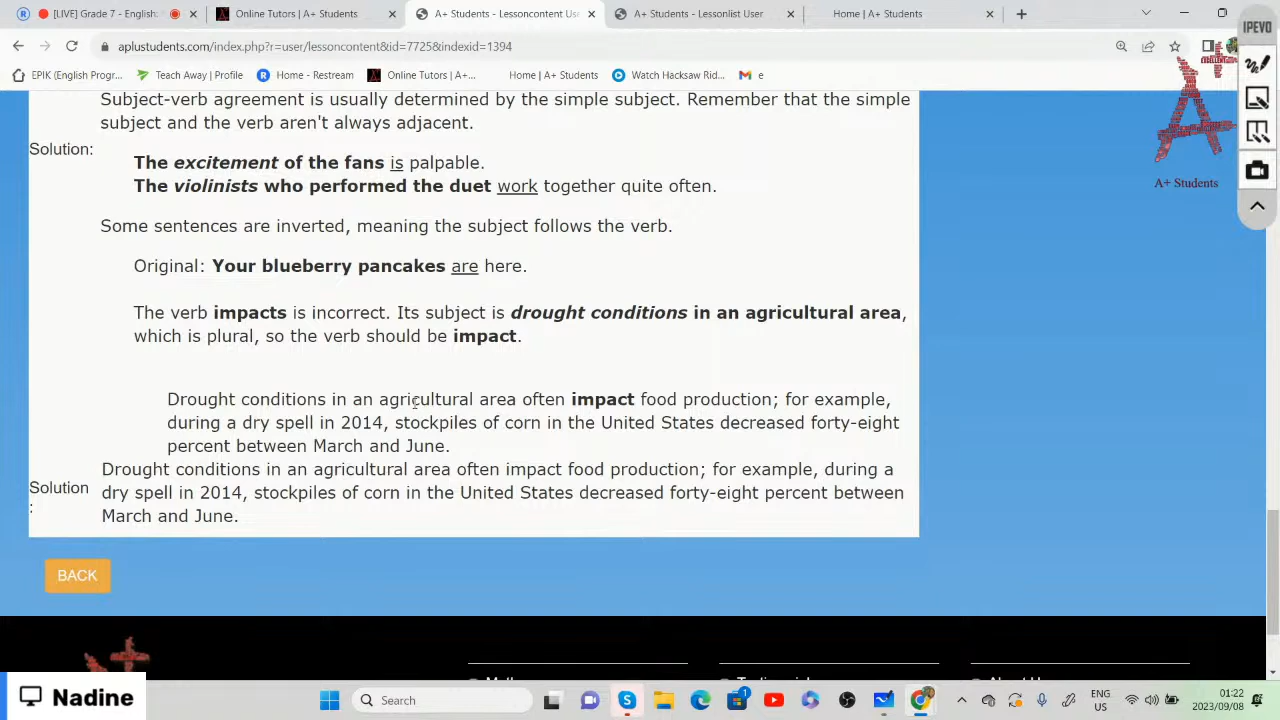 [LIVE] Grade 7 - English
Online Tutors | A+ Students
A+ Students - Lessoncontent Us
A+ Students - Lessonlist User
Home | A+ Students
IPEVO
aplustudents.com/index.php?r=user/lessoncontent&id=7725&indexid=1394
EPIK (English Progr...
Teach Away | Profile
Home - Restream
Online Tutors | A+...
Home | A+ Students
Watch Hacksaw Rid...
e
Subject-verb agreement is usually determined by the simple subject. Remember that the simple
subject and the verb aren't always adjacent.
Solution:
The excitement of the fans is palpable.
The violinists who performed the duet work together quite often.
A+ Students
Some sentences are inverted, meaning the subject follows the verb.
Original: Your blueberry pancakes are here.
The verb impacts is incorrect. Its subject is drought conditions in an agricultural area,
which is plural, so the verb should be impact.
Drought conditions in an agricultural area often impact food production; for example,
during a dry spell in 2014, stockpiles of corn in the United States decreased forty-eight
percent between March and June.
Solution
:
Drought conditions in an agricultural area often impact food production; for example, during a
dry spell in 2014, stockpiles of corn in the United States decreased forty-eight percent between
March and June.
BACK
Nadine
Search
ENG
US
01:22
2023/09/08